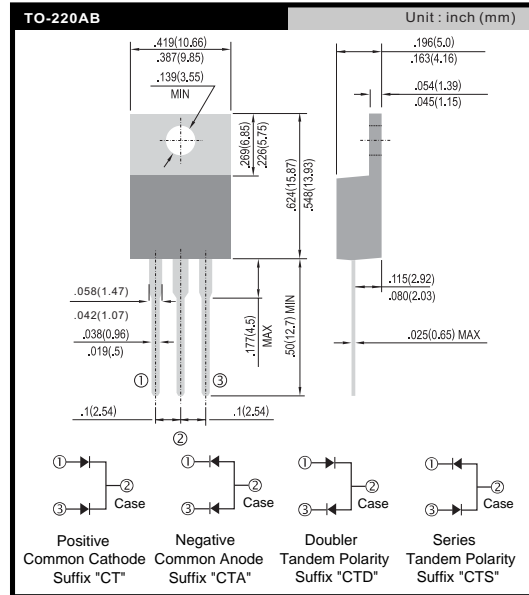 TO-220AB
Unit : inch (mm)
.419(10.66)
.387(9.85)
.139(3.55)
MIN
.196(5.0)
.163(4.16)
.054(1.39)
.045(1.15)
.269(6.85)
.226(5.75)
.624(15.87)
.548(13.93)
.058(1.47)
.042(1.07)
.038(0.96)
.019(.5)
.177(4.5)
MAX
.50(12.7) MIN
.115(2.92)
.080(2.03)
.025(0.65) MAX
① ③
.1(2.54) .1(2.54)
②
① ② Case ③
① ② Case ③
① ② Case ③
① ② Case ③
Positive
Common Cathode
Suffix "CT"
Negative
Common Anode
Suffix "CTA"
Doubler
Tandem Polarity
Suffix "CTD"
Series
Tandem Polarity
Suffix "CTS"